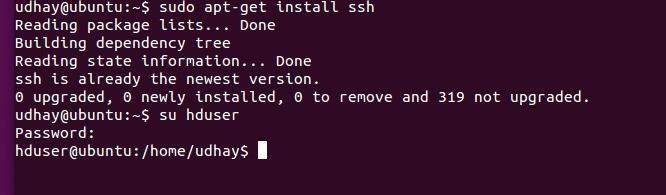 udhay@ubuntu:~$ sudo apt-get install ssh
Reading package lists... Done
Building dependency tree
Reading state information... Done
ssh is already the newest version.
0 upgraded, 0 newly installed, 0 to remove and 319 not upgraded.
udhay@ubuntu:~$ su hduser
Password:
hduser@ubuntu:/home/udhay$